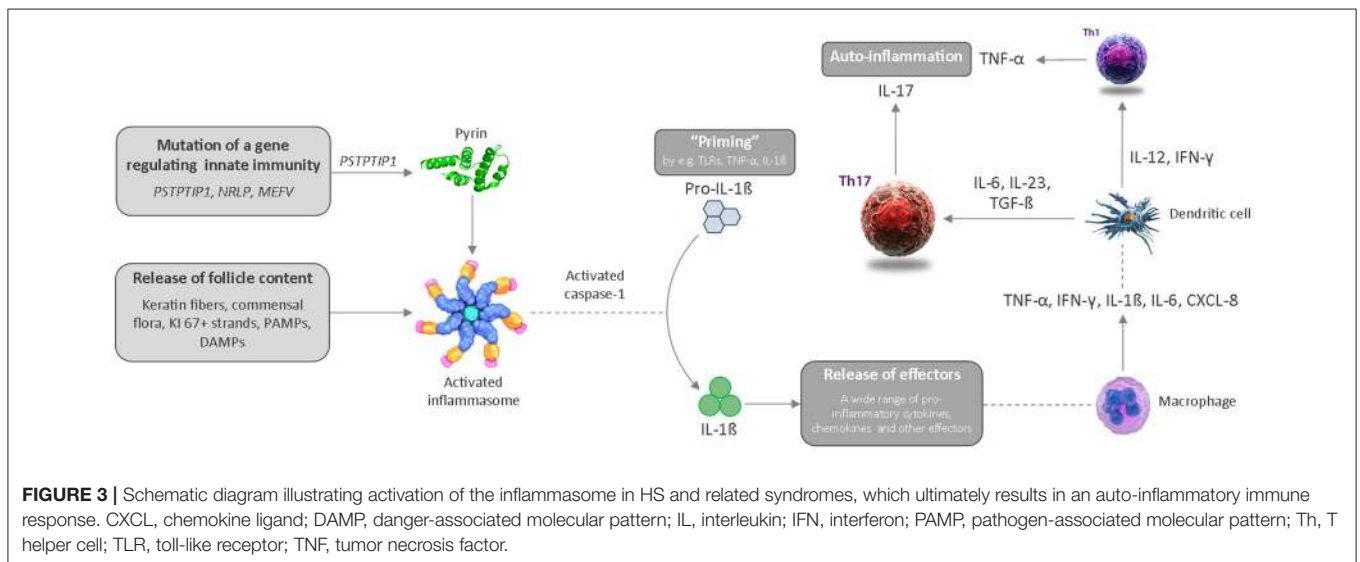 Mutation of a gene
regulating innate immunity
PSTPTIP1, NRLP, MEFV
PSTPTIP1
Pyrin
Release of follicle content
Keratin fibers, commensal
flora, KI 67+ strands, PAMPs,
DAMPs
Activated
inflammasome
Activated
caspase-1
"Priming"
by e.g. TLRs, TNF-α, IL-1ß
Pro-IL-1ß
IL-1ß
Release of effectors
A wide range of pro-
inflammatory cytokines,
chemokines and other effectors
Macrophage
TNF-α, IFN-γ, IL-1ß, IL-6, CXCL-8
Dendritic cell
IL-6, IL-23,
TGF-ß
Th17
IL-17
Auto-inflammation
IL-12, IFN-γ
Th1
TNF-α
FIGURE 3 | Schematic diagram illustrating activation of the inflammasome in HS and related syndromes, which ultimately results in an auto-inflammatory immune
response. CXCL, chemokine ligand; DAMP, danger-associated molecular pattern; IL, interleukin; IFN, interferon; PAMP, pathogen-associated molecular pattern; Th, T
helper cell; TLR, toll-like receptor; TNF, tumor necrosis factor.